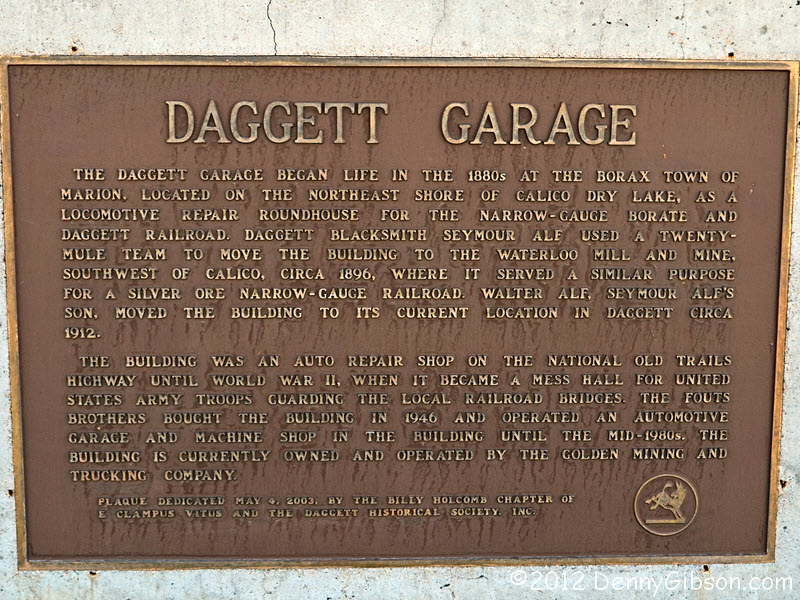 DAGGETT GARAGE
THE DAGGETT GARAGE BEGAN LIFE IN THE 1880s AT THE BORAX TOWN OF
MARION, LOCATED ON THE NORTHEAST SHORE OF CALICO DRY LAKE, AS A
LOCOMOTIVE REPAIR ROUNDHOUSE FOR THE NARROW-GAUGE BORATE AND
DAGGETT RAILROAD. DAGGETT BLACKSMITH SEYMOUR ALF USED A TWENTY-
MULE TEAM TO MOVE THE BUILDING TO THE WATERLOO MILL AND MINE,
SOUTHWEST OF CALICO, CIRCA 1896, WHERE IT SERVED A SIMILAR PURPOSE
FOR A SILVER ORE NARROW-GAUGE RAILROAD. WALTER ALF, SEYMOUR ALF'S
SON, MOVED THE BUILDING TO ITS CURRENT LOCATION IN DAGGETT CIRCA
1912.
THE BUILDING WAS AN AUTO REPAIR SHOP ON THE NATIONAL OLD TRAILS
HIGHWAY UNTIL WORLD WAR II, WHEN IT BECAME A MESS HALL FOR UNITED
STATES ARMY TROOPS GUARDING THE LOCAL RAILROAD BRIDGES. THE FOUTS
BROTHERS BOUGHT THE BUILDING IN 1946 AND OPERATED AN AUTOMOTIVE
GARAGE AND MACHINE SHOP IN THE BUILDING UNTIL THE MID-1980s. THE
BUILDING IS CURRENTLY OWNED AND OPERATED BY THE GOLDEN MINING AND
TRUCKING COMPANY.
PLAQUE DEDICATED MAY 4, 2003, BY THE BILLY HOLCOMB CHAPTER OF
E CLAMPUS VITUS AND THE DAGGETT HISTORICAL SOCIETY, INC.
©2012 DennyGibson.com